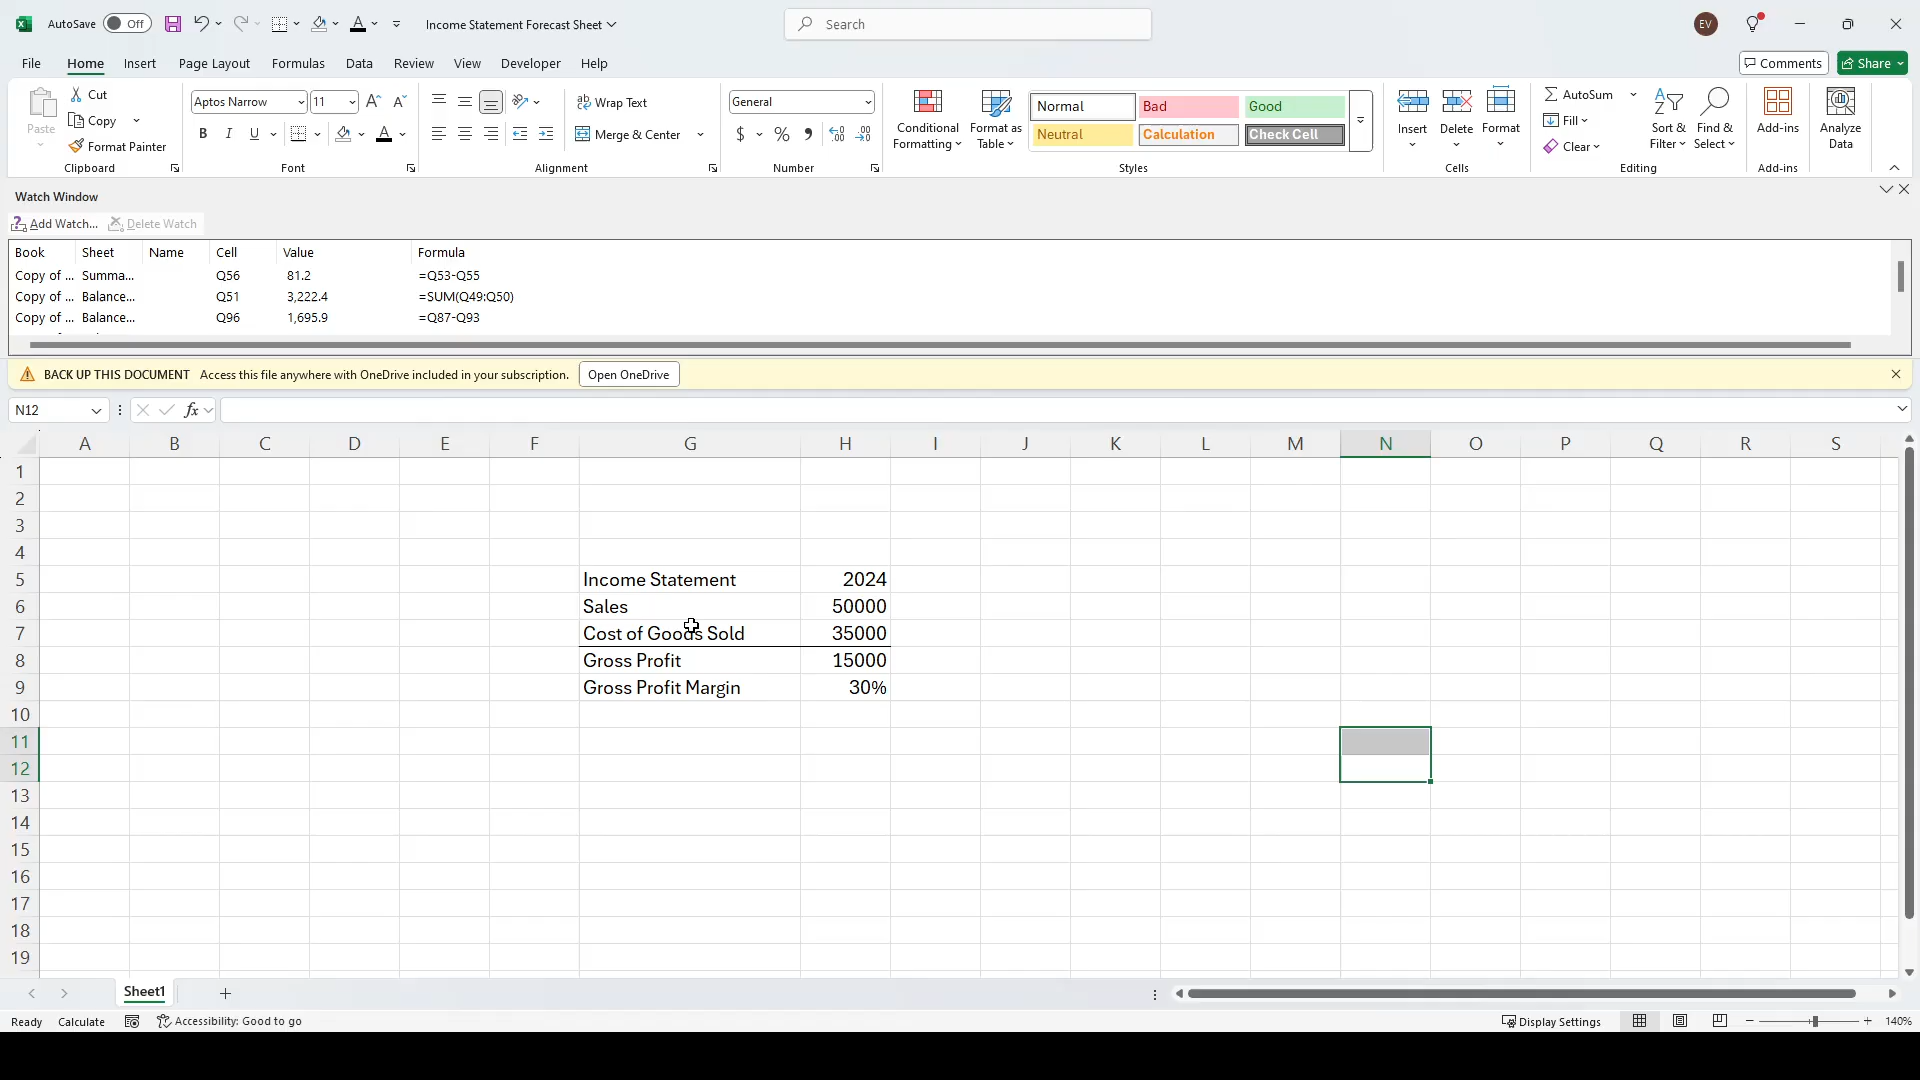 AutoSave Off Income Statement Forecast Sheet Search EV
File Home Insert Page Layout Formulas Data Review View Developer Help Comments Share
Paste Cut Copy Format Painter Clipboard
Aptos Narrow 11 B I U A Font
ab Wrap Text Merge & Center Alignment
General $ % Number
Conditional Formatting Format as Table
Normal Bad Good
Neutral Calculation Check Cell
Styles
Insert Delete Format Cells
AutoSum Fill Clear Sort & Filter Find & Select Editing
Add-ins Add-ins
Analyze Data
Watch Window
Add Watch... Delete Watch
Book Sheet Name Cell Value Formula
Copy of ... Summa... Q56 81.2 =Q53-Q55
Copy of ... Balance... Q51 3,222.4 =SUM(Q49:Q50)
Copy of ... Balance... Q96 1,695.9 =Q87-Q93
BACK UP THIS DOCUMENT Access this file anywhere with OneDrive included in your subscription. Open OneDrive
N12 fx
A B C D E F G H I J K L M N O P Q R S
1
2
3
4
5 Income Statement 2024
6 Sales 50000
7 Cost of Goods Sold 35000
8 Gross Profit 15000
9 Gross Profit Margin 30%
10
11
12
13
14
15
16
17
18
19
Sheet1
Ready Calculate Accessibility: Good to go Display Settings 140%